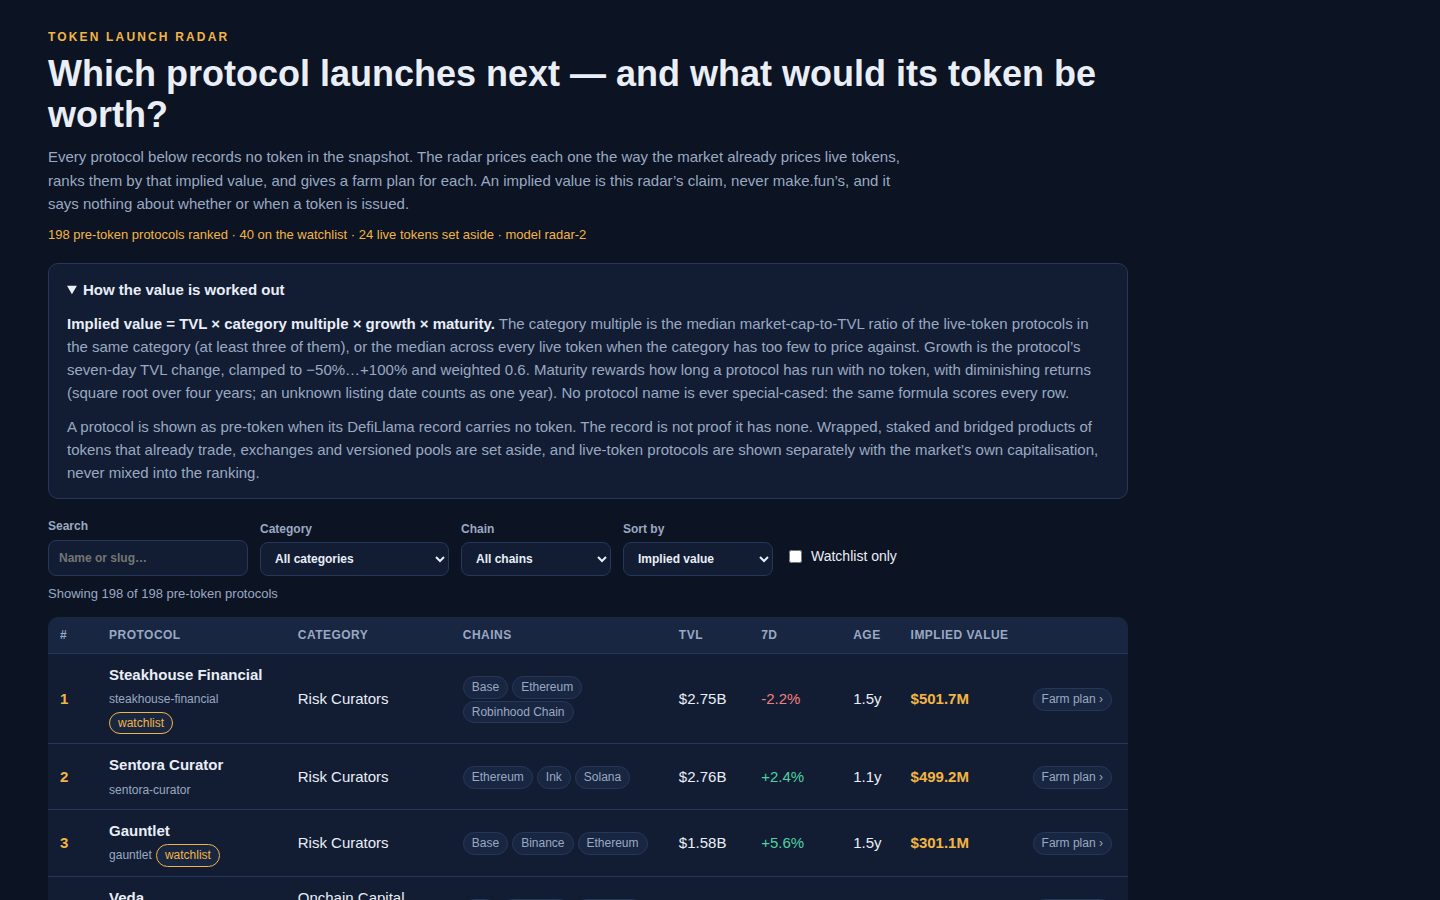 TOKEN LAUNCH RADAR
Which protocol launches next — and what would its token be
worth?
Every protocol below records no token in the snapshot. The radar prices each one the way the market already prices live tokens,
ranks them by that implied value, and gives a farm plan for each. An implied value is this radar’s claim, never make.fun’s, and it
says nothing about whether or when a token is issued.
198 pre-token protocols ranked · 40 on the watchlist · 24 live tokens set aside · model radar-2
▼ How the value is worked out
Implied value = TVL × category multiple × growth × maturity. The category multiple is the median market-cap-to-TVL ratio of the live-token protocols in
the same category (at least three of them), or the median across every live token when the category has too few to price against. Growth is the protocol’s
seven-day TVL change, clamped to −50%…+100% and weighted 0.6. Maturity rewards how long a protocol has run with no token, with diminishing returns
(square root over four years; an unknown listing date counts as one year). No protocol name is ever special-cased: the same formula scores every row.
A protocol is shown as pre-token when its DefiLlama record carries no token. The record is not proof it has none. Wrapped, staked and bridged products of
tokens that already trade, exchanges and versioned pools are set aside, and live-token protocols are shown separately with the market’s own capitalisation,
never mixed into the ranking.
Search Category Chain Sort by
Name or slug… All categories All chains Implied value Watchlist only
Showing 198 of 198 pre-token protocols
# PROTOCOL CATEGORY CHAINS TVL 7D AGE IMPLIED VALUE
1 Steakhouse Financial steakhouse-financial watchlist Risk Curators Base Ethereum Robinhood Chain $2.75B -2.2% 1.5y $501.7M Farm plan ›
2 Sentora Curator sentora-curator Risk Curators Ethereum Ink Solana $2.76B +2.4% 1.1y $499.2M Farm plan ›
3 Gauntlet gauntlet watchlist Risk Curators Base Binance Ethereum $1.58B +5.6% 1.5y $301.1M Farm plan ›
Veda Onchain Capital